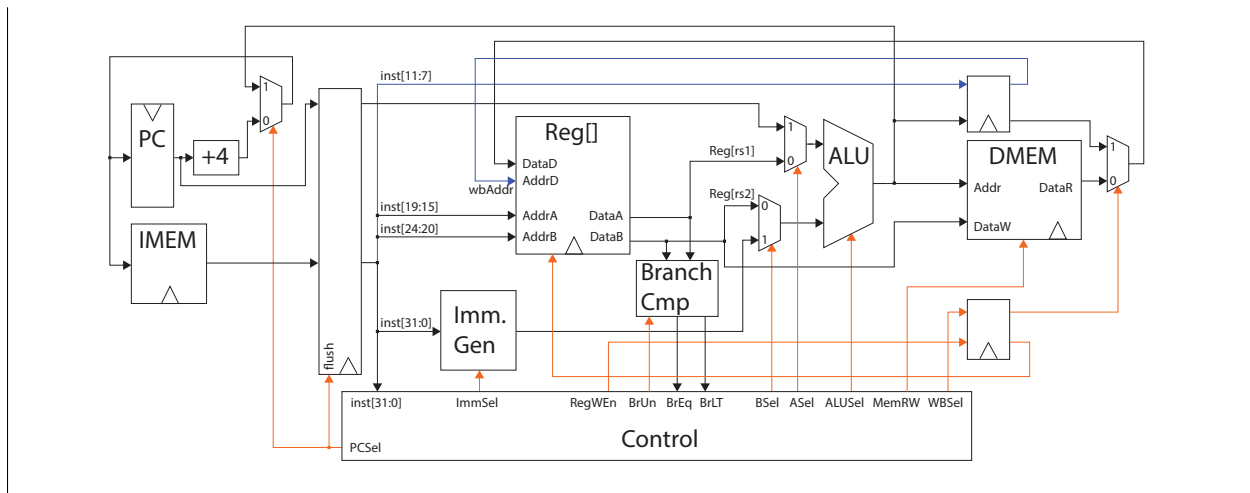 inst[11:7]
1
0
PC
+4
IMEM
flush
Reg[]
DataD
AddrD
wbAddr
inst[19:15]
AddrA
DataA
inst[24:20]
AddrB
DataB
Reg[rs1]
Reg[rs2]
1
0
0
1
ALU
DMEM
Addr
DataR
DataW
1
0
Branch
Cmp
inst[31:0]
Imm.
Gen
inst[31:0]
ImmSel
RegWEn
BrUn
BrEq
BrLT
BSel
ASel
ALUSel
MemRW
WBSel
PCSel
Control